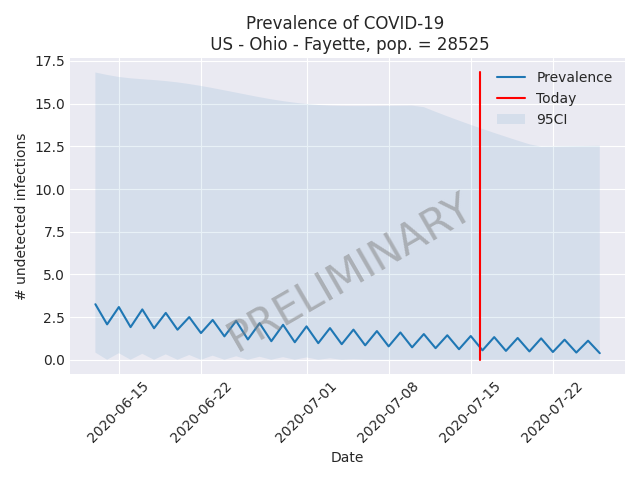 Prevalence of COVID-19
US - Ohio - Fayette, pop. = 28525
17.5
15.0
12.5
10.0
7.5
5.0
2.5
0.0
# undetected infections
Prevalence
Today
95CI
PRELIMINARY
2020-06-15
2020-06-22
2020-07-01
2020-07-08
2020-07-15
2020-07-22
Date